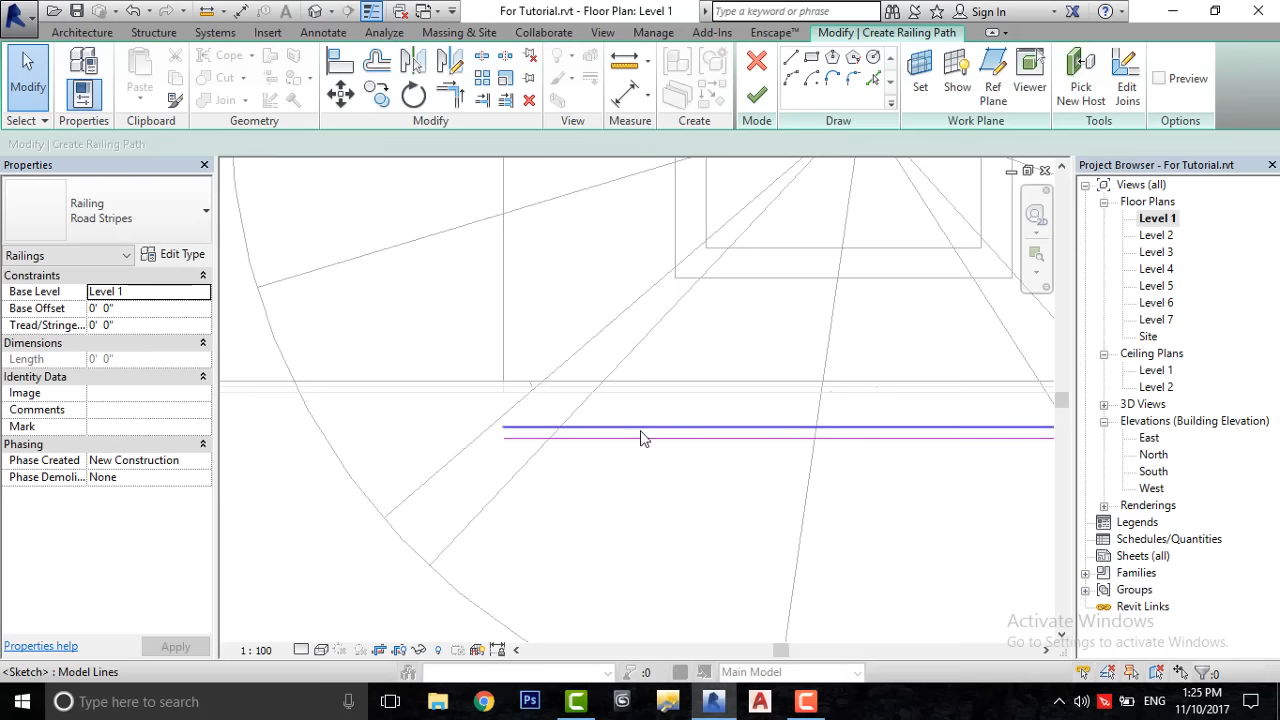 For Tutorial.rvt - Floor Plan: Level 1
Type a keyword or phrase
Sign In
Architecture Structure Systems Insert Annotate Analyze Massing & Site Collaborate View Manage Add-Ins Enscape™ Modify | Create Railing Path
Modify
Select
Properties
Paste
Clipboard
Cope
Cut
Join
Geometry
Modify
View
Measure
Create
Mode
Draw
Set
Show
Ref Plane
Viewer
Work Plane
Pick New Host
Edit Joins
Tools
Preview
Options
Modify | Create Railing Path
Properties
Railing
Road Stripes
Railings
Edit Type
Constraints
Base Level Level 1
Base Offset 0' 0"
Tread/Stringe... 0' 0"
Dimensions
Length 0' 0"
Identity Data
Image
Comments
Mark
Phasing
Phase Created New Construction
Phase Demoli... None
Properties help
Apply
2D
Project Browser - For Tutorial.rvt
Views (all)
Floor Plans
Level 1
Level 2
Level 3
Level 4
Level 5
Level 6
Level 7
Site
Ceiling Plans
Level 1
Level 2
3D Views
Elevations (Building Elevation)
East
North
South
West
Renderings
Legends
Schedules/Quantities
Sheets (all)
Families
Groups
Revit Links
Activate Windows
Go to Settings to activate Windows.
1 : 100
<Sketch> : Model Lines
:0
Main Model
:0
Type here to search
Ps
ENG
1:25 PM
11/10/2017